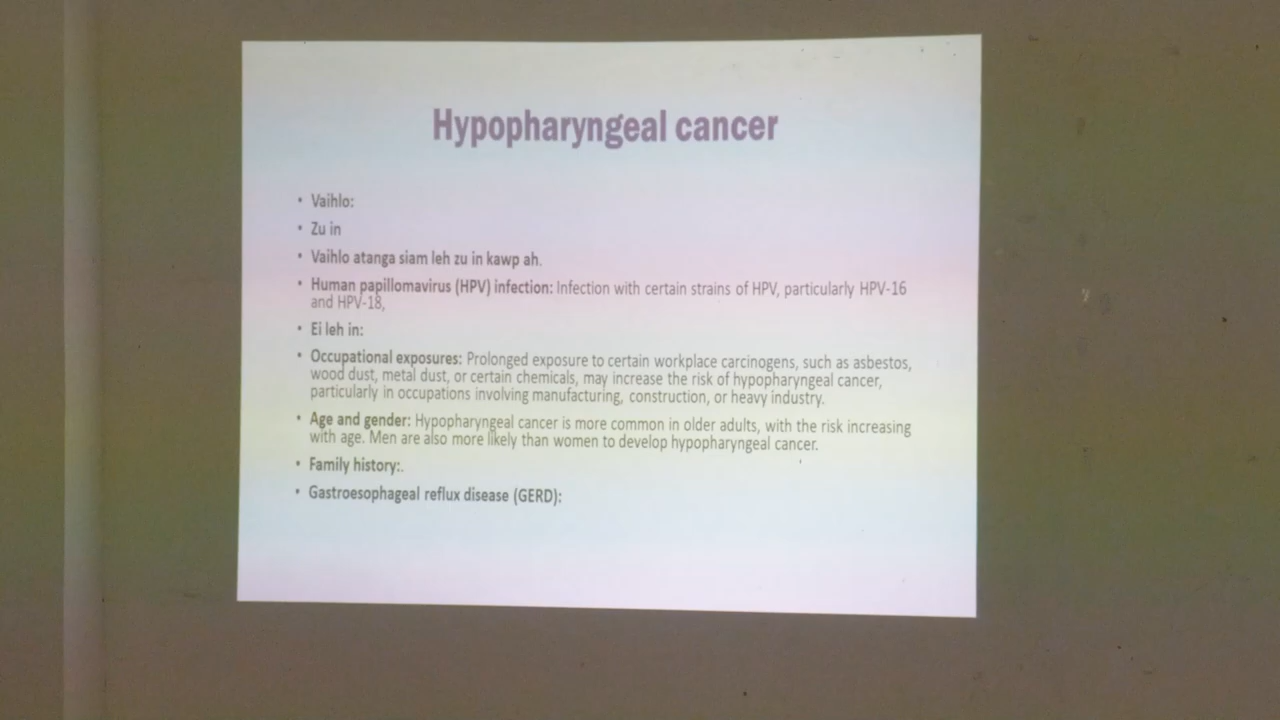 Hypopharyngeal cancer
• Vaihlo:
• Zu in
• Vaihlo atanga siam leh zu in kawp ah.
• Human papillomavirus (HPV) infection: Infection with certain strains of HPV, particularly HPV-16
and HPV-18,
• Ei leh in:
• Occupational exposures: Prolonged exposure to certain workplace carcinogens, such as asbestos,
wood dust, metal dust, or certain chemicals, may increase the risk of hypopharyngeal cancer,
particularly in occupations involving manufacturing, construction, or heavy industry.
• Age and gender: Hypopharyngeal cancer is more common in older adults, with the risk increasing
with age. Men are also more likely than women to develop hypopharyngeal cancer.
• Family history:.
• Gastroesophageal reflux disease (GERD):